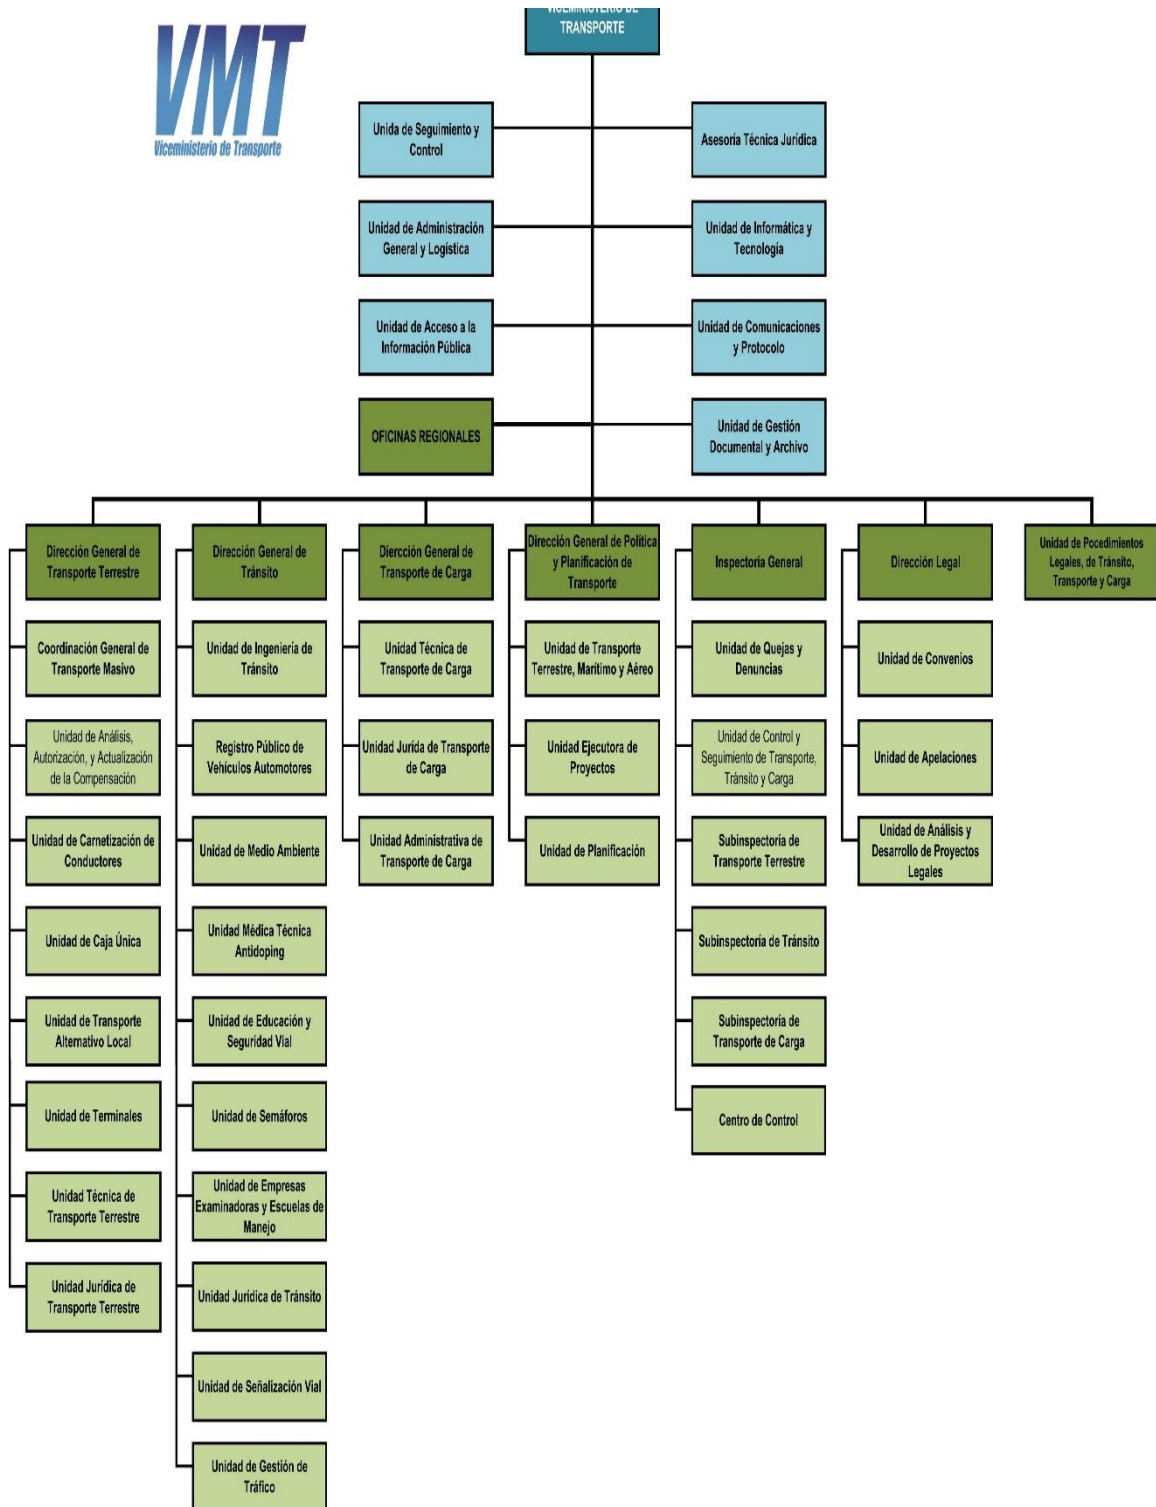 VICEMINISTERIO DE
TRANSPORTE
VMT
Viceministerio de Transporte
Unida de Seguimiento y
Control
Asesoría Técnica Jurídica
Unidad de Administración
General y Logística
Unidad de Informática y
Tecnología
Unidad de Acceso a la
Información Pública
Unidad de Comunicaciones
y Protocolo
OFICINAS REGIONALES
Unidad de Gestión
Documental y Archivo
Dirección General de
Transporte Terrestre
Coordinación General de
Transporte Masivo
Unidad de Análisis,
Autorización, y Actualización
de la Compensación
Unidad de Carnetización de
Conductores
Unidad de Caja Única
Unidad de Transporte
Alternativo Local
Unidad de Terminales
Unidad Técnica de
Transporte Terrestre
Unidad Jurídica de
Transporte Terrestre
Dirección General de
Tránsito
Unidad de Ingeniería de
Tránsito
Registro Público de
Vehículos Automotores
Unidad de Medio Ambiente
Unidad Médica Técnica
Antidoping
Unidad de Educación y
Seguridad Vial
Unidad de Semáforos
Unidad de Empresas
Examinadoras y Escuelas de
Manejo
Unidad Jurídica de Tránsito
Unidad de Señalización Vial
Unidad de Gestión de
Tráfico
Diercción General de
Transporte de Carga
Unidad Técnica de
Transporte de Carga
Unidad Jurída de Transporte
de Carga
Unidad Administrativa de
Transporte de Carga
Dirección General de Política
y Planificación de
Transporte
Unidad de Transporte
Terrestre, Marítimo y Aéreo
Unidad Ejecutora de
Proyectos
Unidad de Planificación
Inspectoría General
Unidad de Quejas y
Denuncias
Unidad de Control y
Seguimiento de Transporte,
Tránsito y Carga
Subinspectoría de
Transporte Terrestre
Subinspectoría de Tránsito
Subinspectoría de
Transporte de Carga
Centro de Control
Dirección Legal
Unidad de Convenios
Unidad de Apelaciones
Unidad de Análisis y
Desarrollo de Proyectos
Legales
Unidad de Pocedimientos
Legales, de Tránsito,
Transporte y Carga